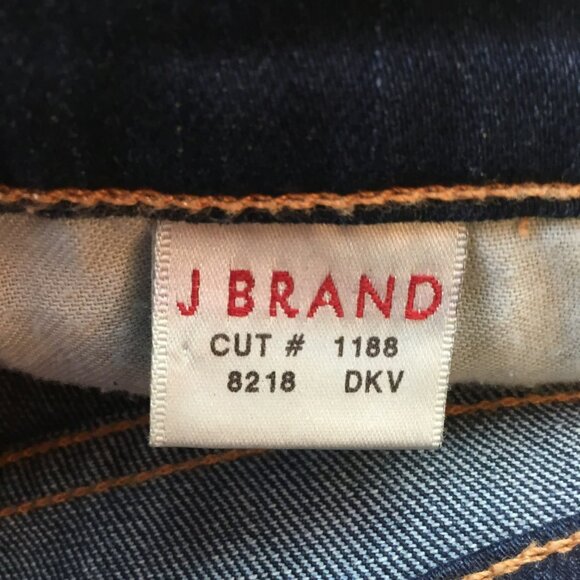 J BRAND
CUT # 1188
8218 DKV